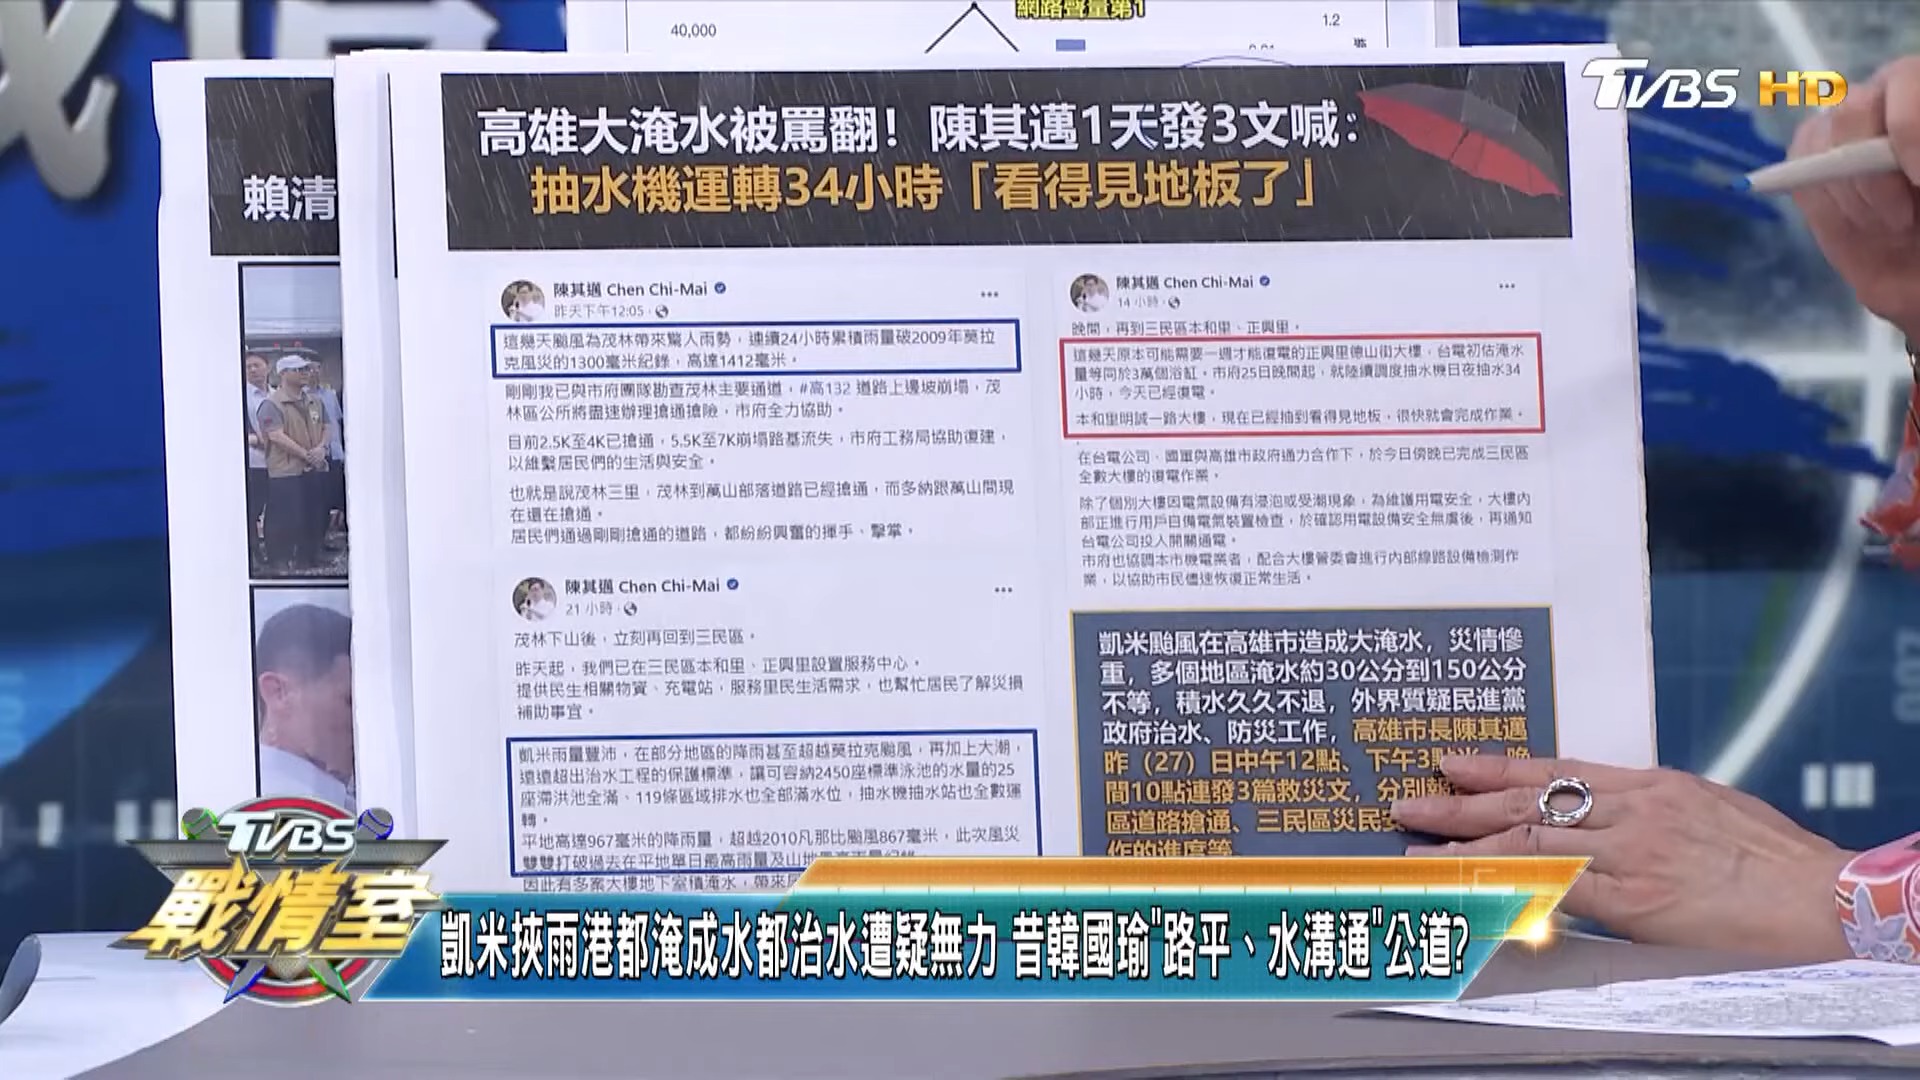 40,000
網路聲量第1
1.2
TVBS HD
高雄大淹水被罵翻！陳其邁1天發3文喊：
抽水機運轉34小時「看得見地板了」
賴清
陳其邁 Chen Chi-Mai
昨天下午12:05
這幾天颱風為茂林帶來驚人雨勢，連續24小時累積雨量破2009年莫拉
克風災的1300毫米紀錄，高達1412毫米。
剛剛我已與市府團隊勘查茂林主要通道，#高132 道路上邊坡崩塌，茂
林區公所將盡速辦理搶通搶險，市府全力協助。
目前2.5K至4K已搶通，5.5K至7K崩塌路基流失，市府工務局協助復建，
以維繫居民們的生活與安全。
也就是說茂林三里，茂林到萬山部落道路已經搶通，而多納跟萬山間現
在還在搶通。
居民們通過剛剛搶通的道路，都紛紛興奮的揮手、擊掌。
陳其邁 Chen Chi-Mai
21 小時
茂林下山後，立刻再回到三民區。
昨天起，我們已在三民區本和里、正興里設置服務中心。
提供民生相關物資、充電站，服務里民生活需求，也幫忙居民了解災損
補助事宜。
凱米雨量豐沛，在部分地區的降雨甚至超越莫拉克颱風，再加上大潮，
遠遠超出治水工程的保護標準，讓可容納2450座標準泳池的水量的25
座滯洪池全滿、119條區域排水也全部滿水位，抽水機抽水站也全數運
轉。
平地高達967毫米的降雨量，超越2010凡那比颱風867毫米，此次風災
雙雙打破過去在平地單日最高雨量及山地
因此有多案大樓地下室積淹水，帶來
陳其邁 Chen Chi-Mai
14 小時
晚間，再到三民區本和里、正興里。
這幾天原本可能需要一週才能復電的正興里德山街大樓，台電初估淹水
量等同於3萬個浴缸。市府25日晚間起，就陸續調度抽水機日夜抽水34
小時，今天已經復電。
本和里明誠一路大樓，現在已經抽到看得見地板，很快就會完成作業。
在台電公司、國軍與高雄市政府通力合作下，於今日傍晚已完成三民區
全數大樓的復電作業。
除了個別大樓因電氣設備有浸泡或受潮現象，為維護用電安全，大樓內
部正進行用戶自備電氣裝置檢查，於確認用電設備安全無虞後，再通知
台電公司投入開關通電。
市府也協調本市機電業者，配合大樓管委會進行內部線路設備檢測作
業，以協助市民儘速恢復正常生活。
凱米颱風在高雄市造成大淹水，災情慘
重，多個地區淹水約30公分到150公分
不等，積水久久不退，外界質疑民進黨
政府治水、防災工作，高雄市長陳其邁
昨（27）日中午12點、下午3點半、晚
間10點連發3篇救災文，分別報
區道路搶通、三民區災民安
作的進度等。
TVBS
戰情室
凱米挾雨港都淹成水都治水遭疑無力 昔韓國瑜"路平、水溝通"公道?